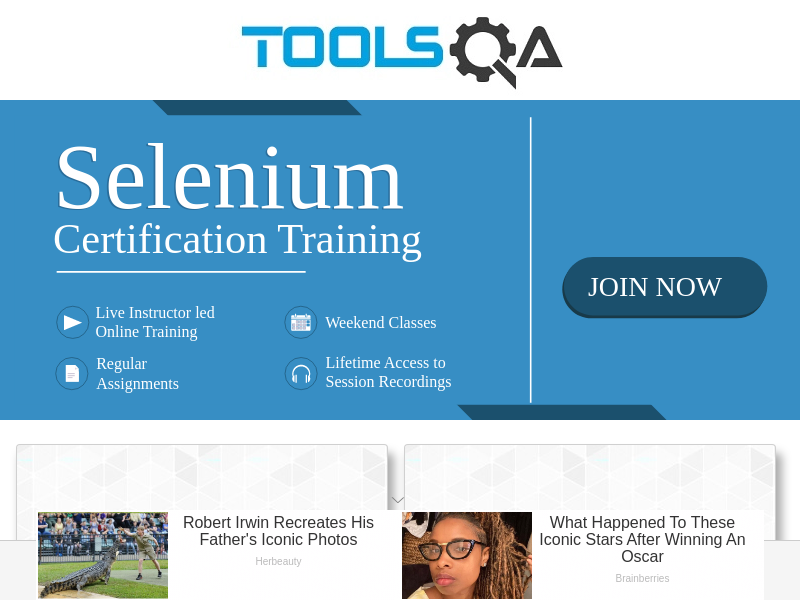 TOOLSQA
Selenium
Certification Training
JOIN NOW
Live Instructor led
Online Training
Weekend Classes
Regular
Assignments
Lifetime Access to
Session Recordings
Robert Irwin Recreates His
Father's Iconic Photos
Herbeauty
What Happened To These
Iconic Stars After Winning An
Oscar
Brainberries